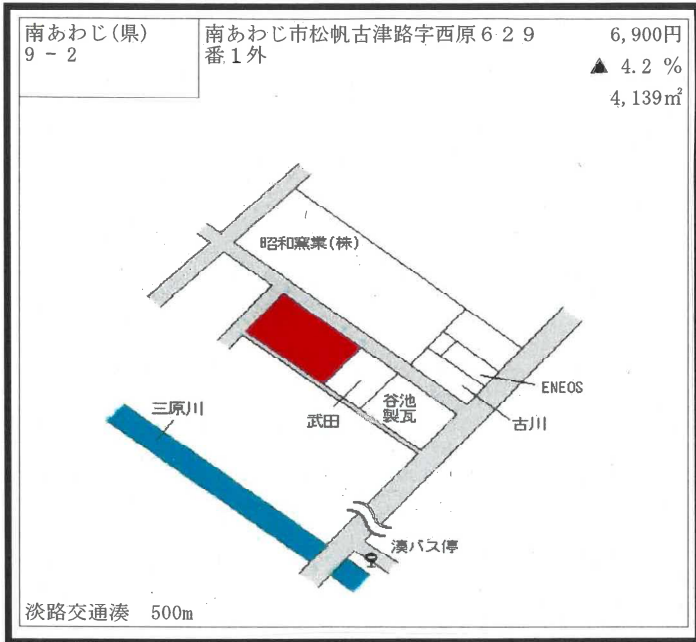 南あわじ(県)
9 - 2
南あわじ市松帆古津路字西原６２９
番１外
6,900円
▲ 4.2 %
4,139㎡
昭和窯業(株)
ENEOS
古川
谷池
製瓦
武田
三原川
湊バス停
淡路交通湊 500m